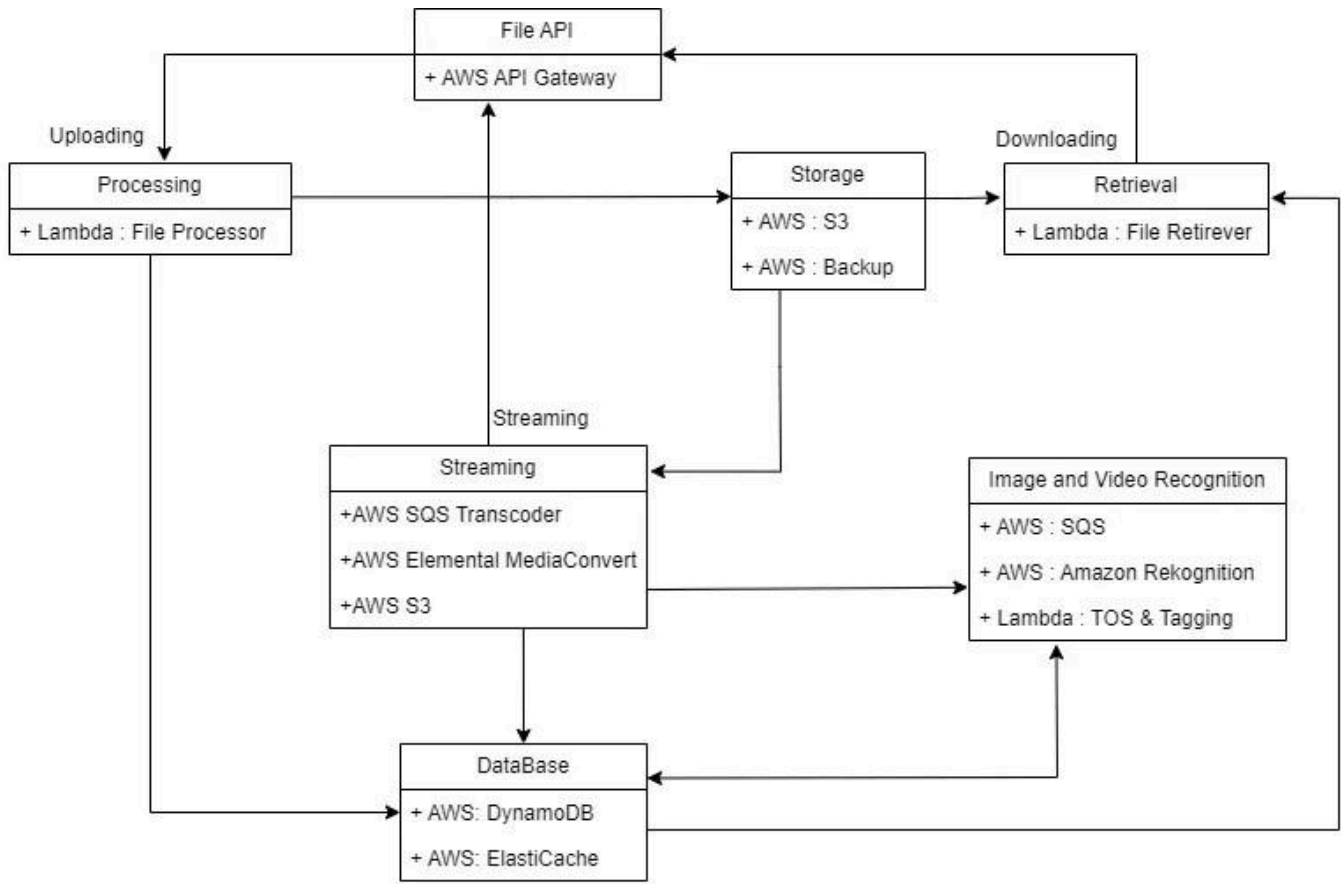 File API
+ AWS API Gateway
Uploading
Downloading
Processing
+ Lambda : File Processor
Storage
+ AWS : S3
+ AWS : Backup
Retrieval
+ Lambda : File Retirever
Streaming
Streaming
+AWS SQS Transcoder
+AWS Elemental MediaConvert
+AWS S3
Image and Video Recognition
+ AWS : SQS
+ AWS : Amazon Rekognition
+ Lambda : TOS & Tagging
DataBase
+ AWS: DynamoDB
+ AWS: ElastiCache